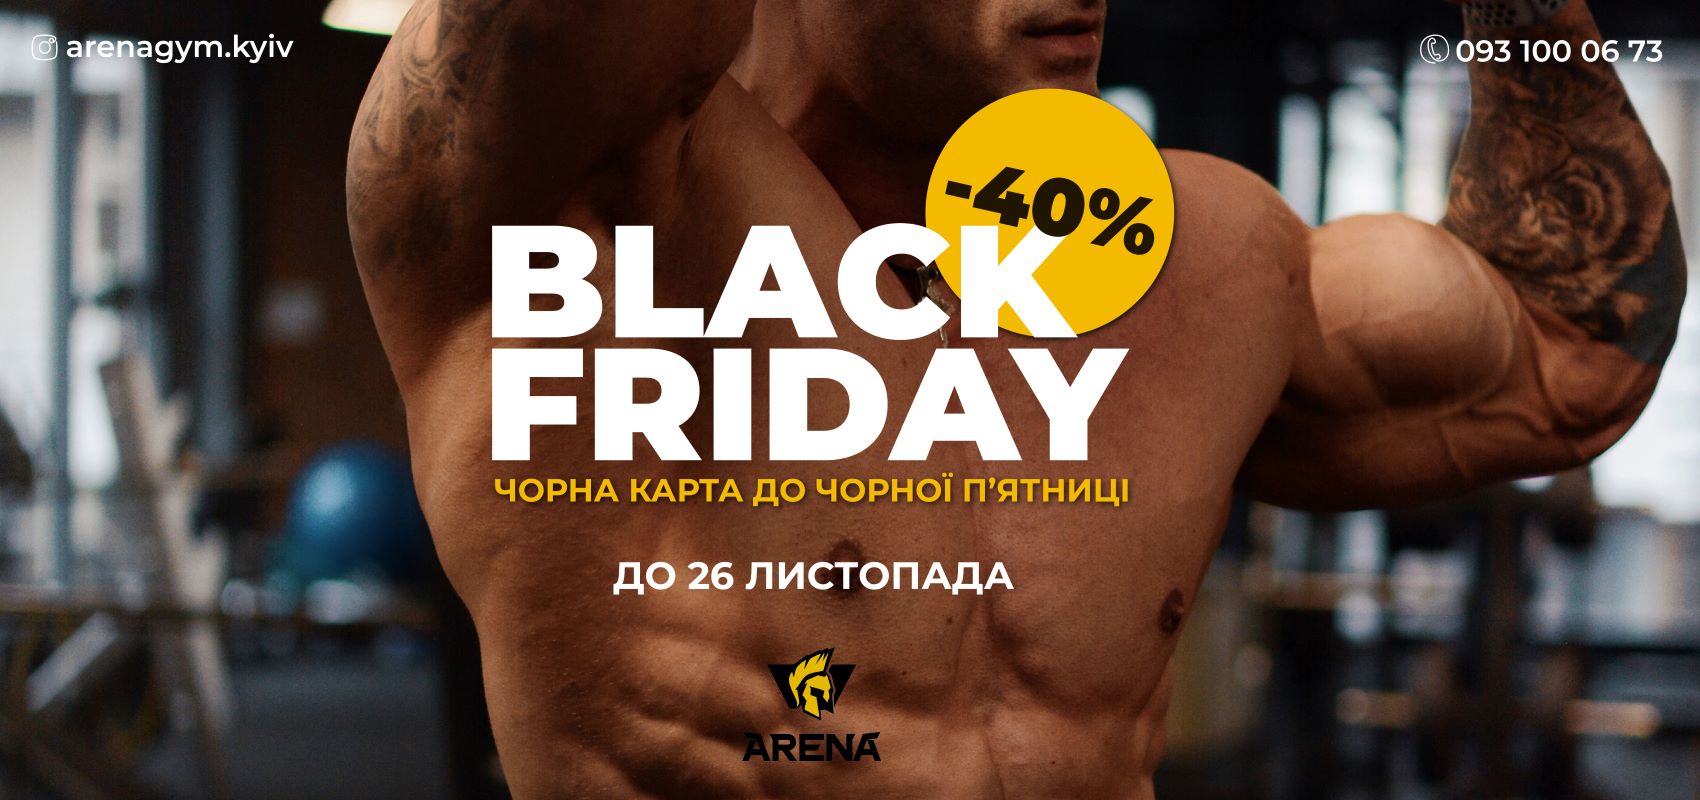 arenagym.kyiv
093 100 06 73
-40%
BLACK
FRIDAY
ЧОРНА КАРТА ДО ЧОРНОЇ П’ЯТНИЦІ
ДО 26 ЛИСТОПАДА
ARENA